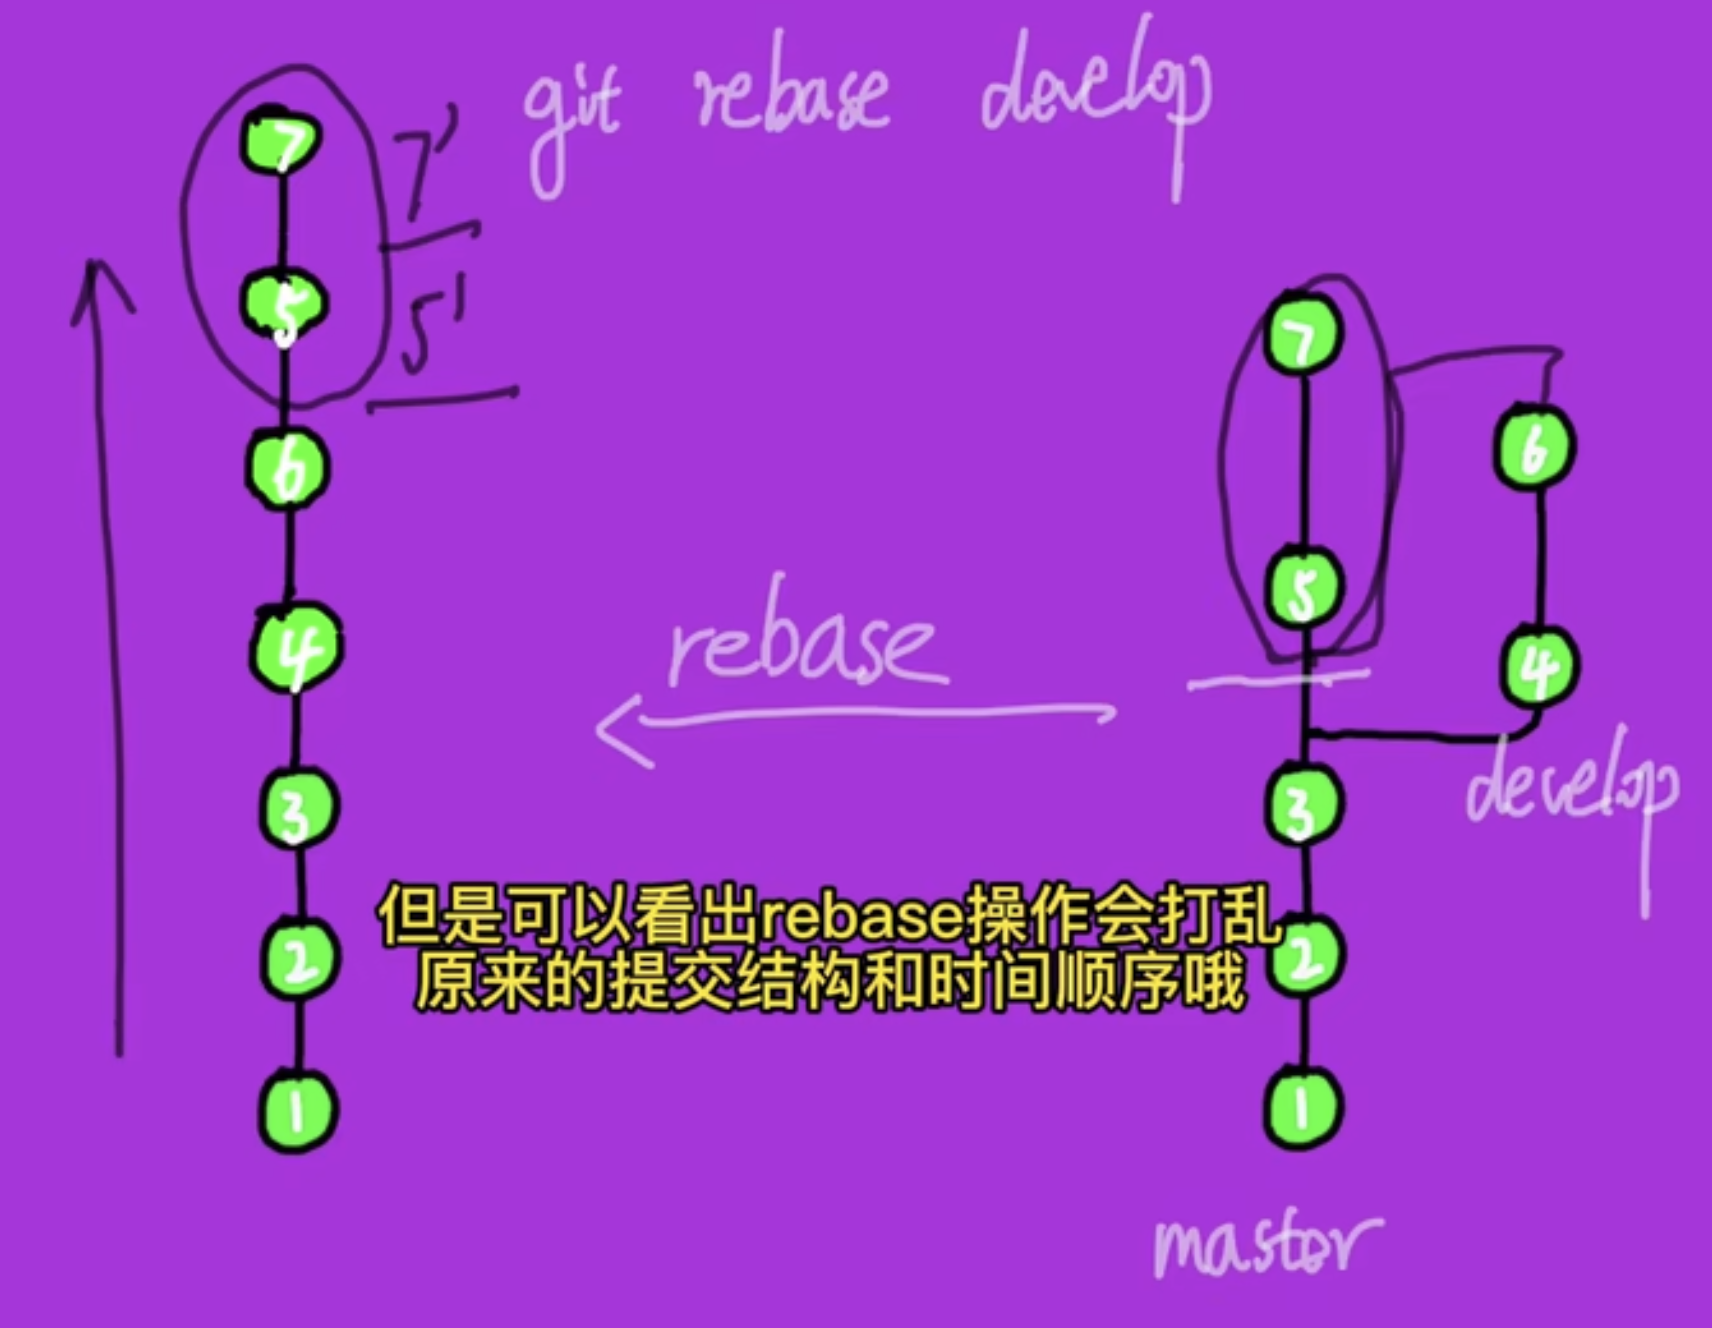 git rebase develop
7
7'
5
5'
6
4
3
2
1
rebase
7
6
5
4
3
develop
2
1
master
但是可以看出rebase操作会打乱
原来的提交结构和时间顺序哦